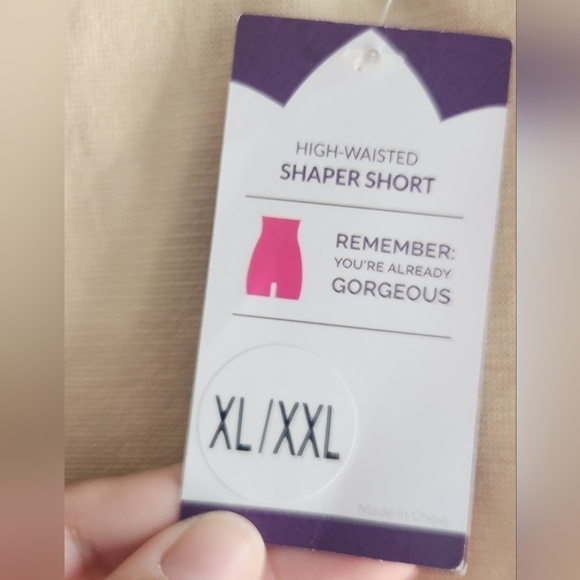 HIGH-WAISTED
SHAPER SHORT
REMEMBER:
YOU'RE ALREADY
GORGEOUS
XL/XXL
Made in China